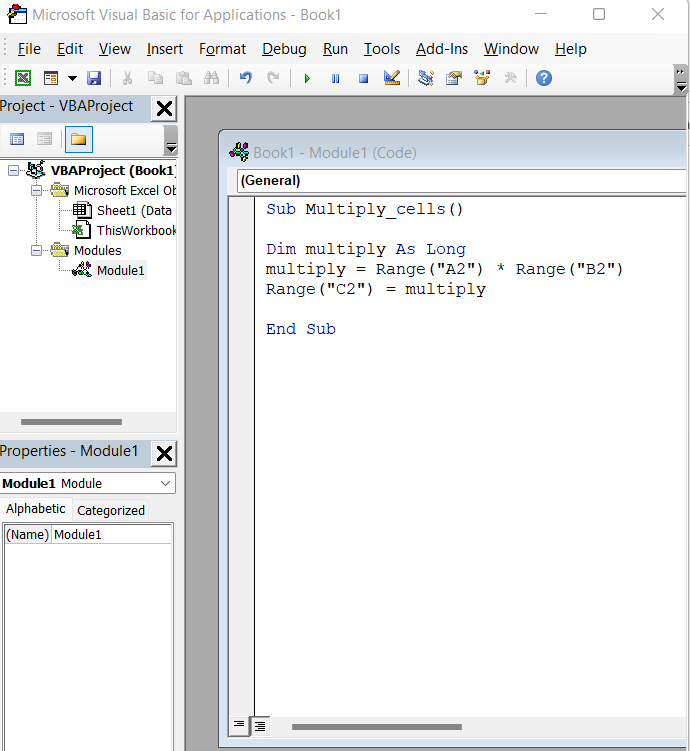 Microsoft Visual Basic for Applications - Book1
File Edit View Insert Format Debug Run Tools Add-Ins Window Help
Project - VBAProject
VBAProject (Book1)
Microsoft Excel Ob
Sheet1 (Data
ThisWorkbook
Modules
Module1
Properties - Module1
Module1 Module
Alphabetic Categorized
(Name) Module1
Book1 - Module1 (Code)
(General)
Sub Multiply_cells()
Dim multiply As Long
multiply = Range("A2") * Range("B2")
Range("C2") = multiply
End Sub